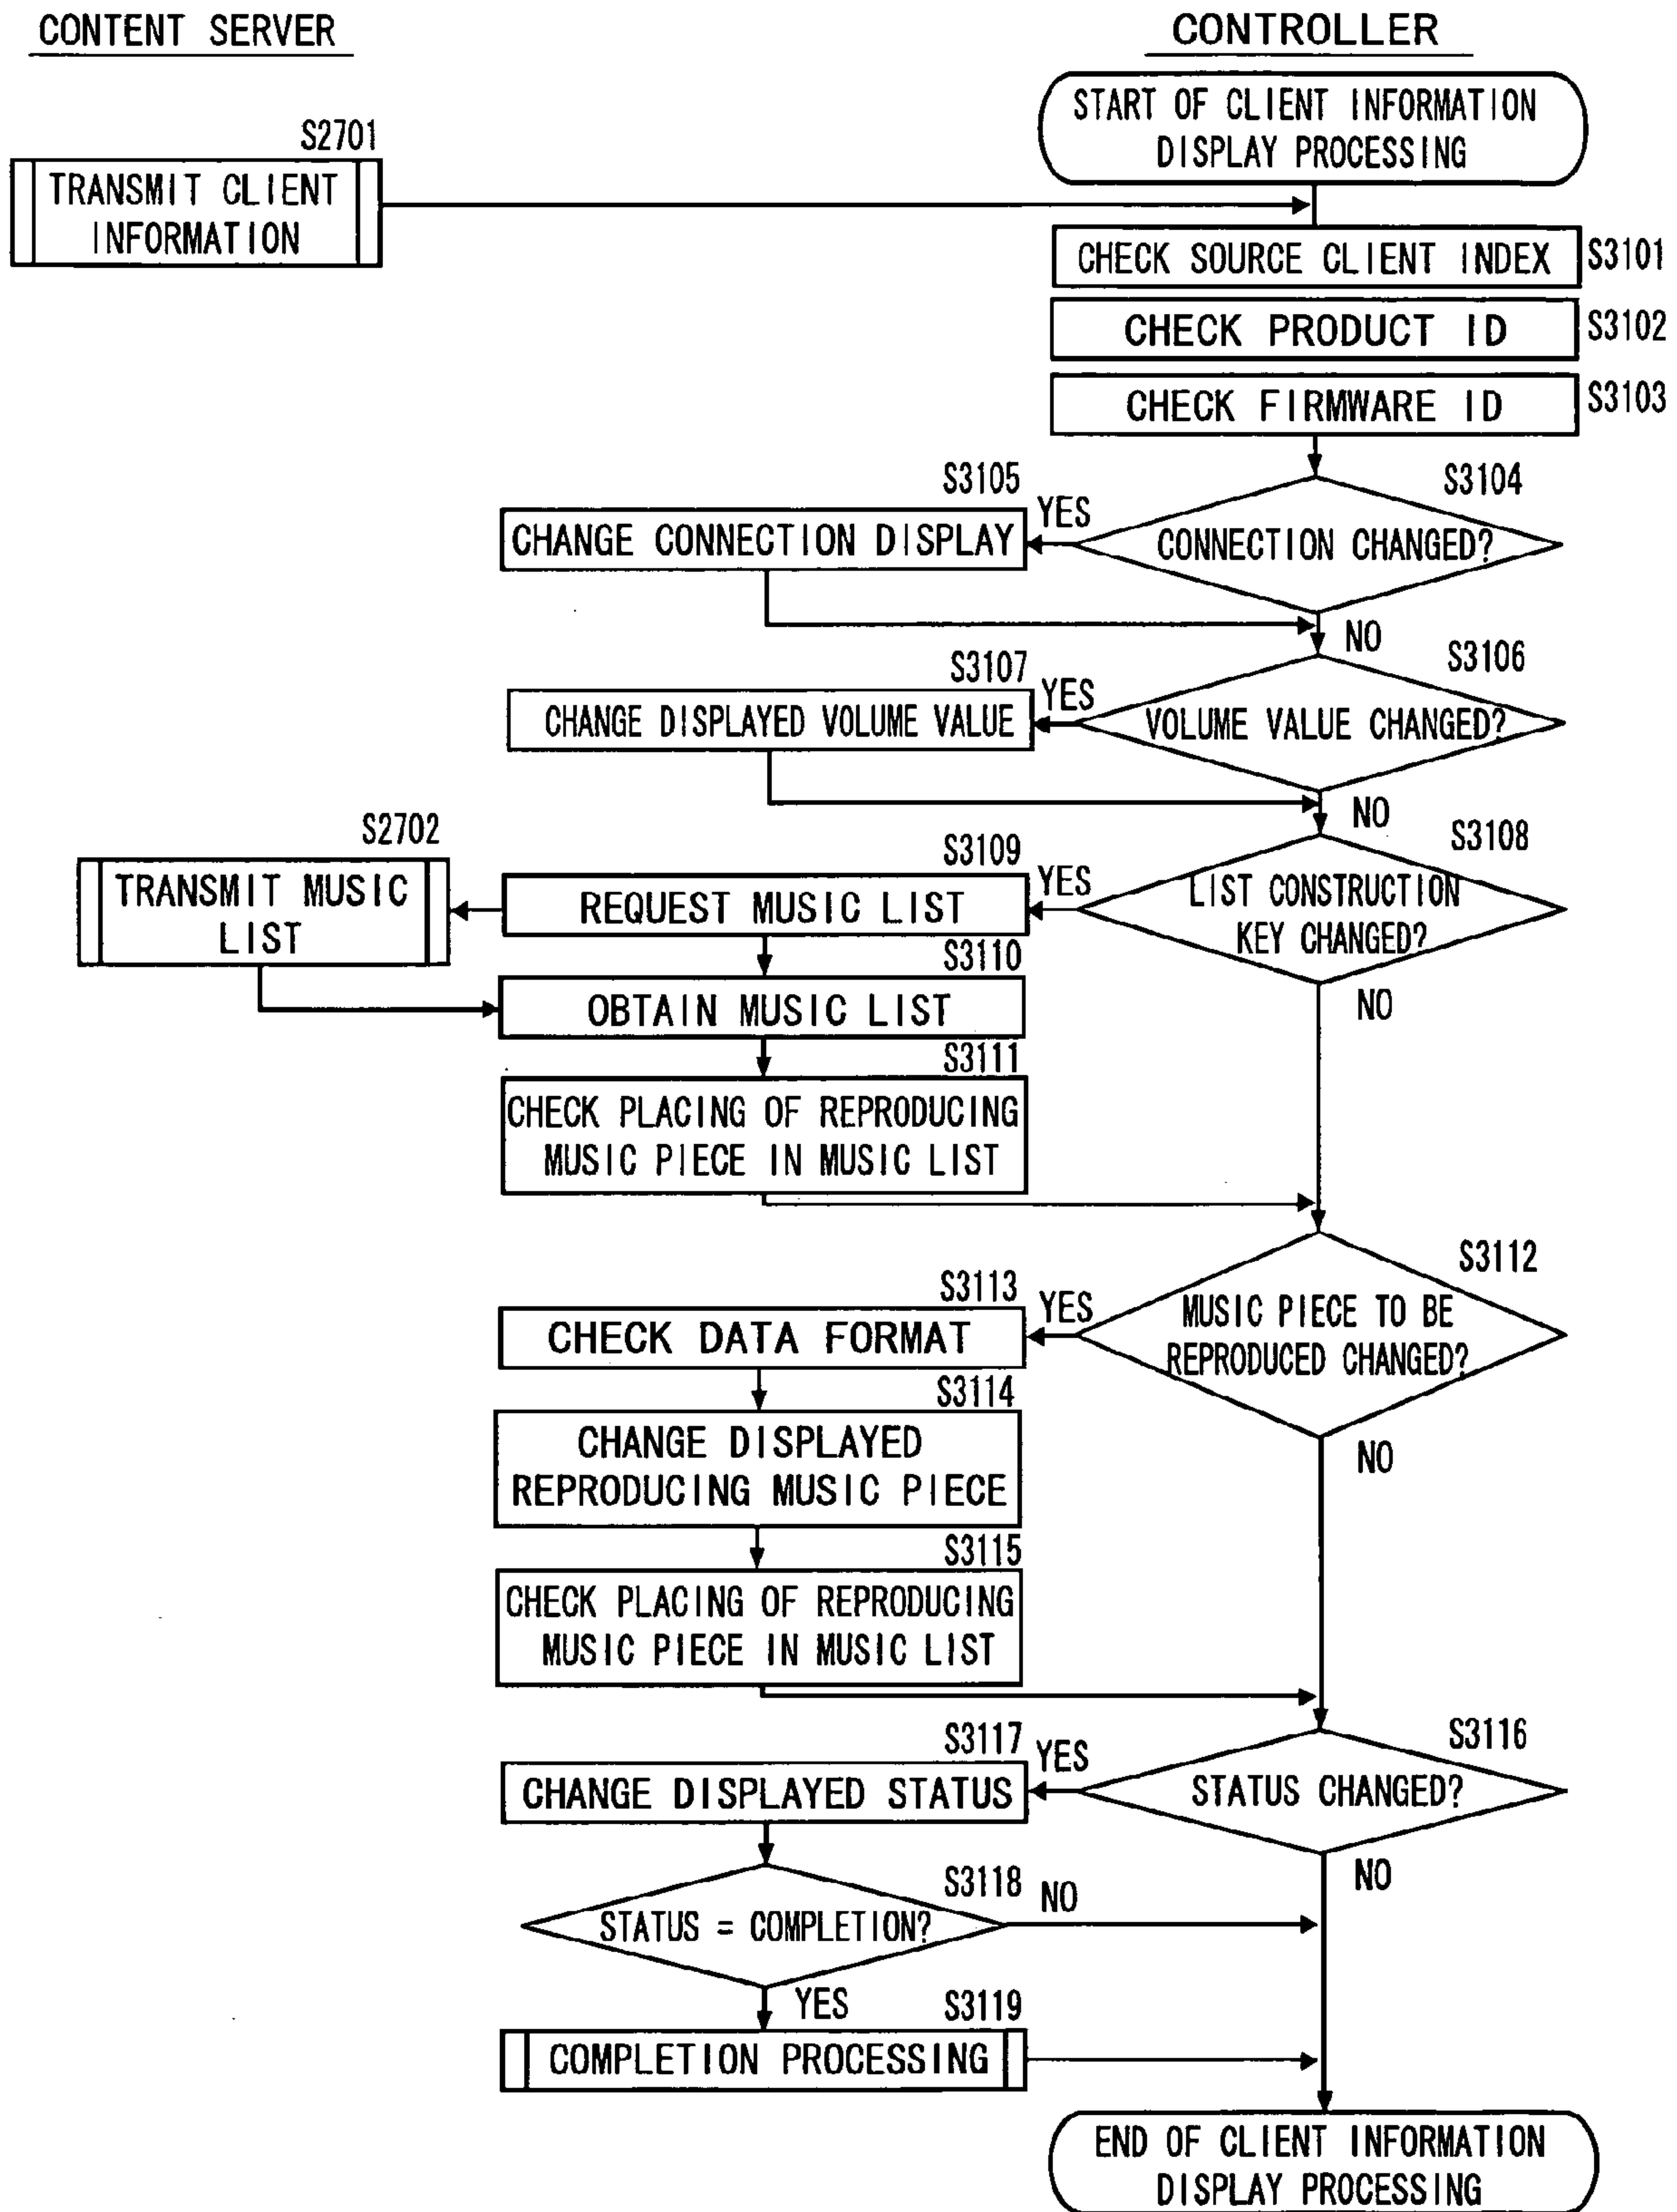 CONTENT SERVER
CONTROLLER
START OF CLIENT INFORMATION
DISPLAY PROCESSING
S2701
TRANSMIT CLIENT
INFORMATION
CHECK SOURCE CLIENT INDEX
S3101
CHECK PRODUCT ID
S3102
CHECK FIRMWARE ID
S3103
S3105
YES
S3104
CHANGE CONNECTION DISPLAY
CONNECTION CHANGED?
NO
S3107
YES
S3106
CHANGE DISPLAYED VOLUME VALUE
VOLUME VALUE CHANGED?
NO
S2702
TRANSMIT MUSIC
LIST
S3109
YES
S3108
REQUEST MUSIC LIST
LIST CONSTRUCTION
KEY CHANGED?
NO
S3110
OBTAIN MUSIC LIST
S3111
CHECK PLACING OF REPRODUCING
MUSIC PIECE IN MUSIC LIST
S3113
YES
S3112
CHECK DATA FORMAT
MUSIC PIECE TO BE
REPRODUCED CHANGED?
NO
S3114
CHANGE DISPLAYED
REPRODUCING MUSIC PIECE
S3115
CHECK PLACING OF REPRODUCING
MUSIC PIECE IN MUSIC LIST
S3117
YES
S3116
CHANGE DISPLAYED STATUS
STATUS CHANGED?
NO
S3118
NO
STATUS = COMPLETION?
YES
S3119
COMPLETION PROCESSING
END OF CLIENT INFORMATION
DISPLAY PROCESSING